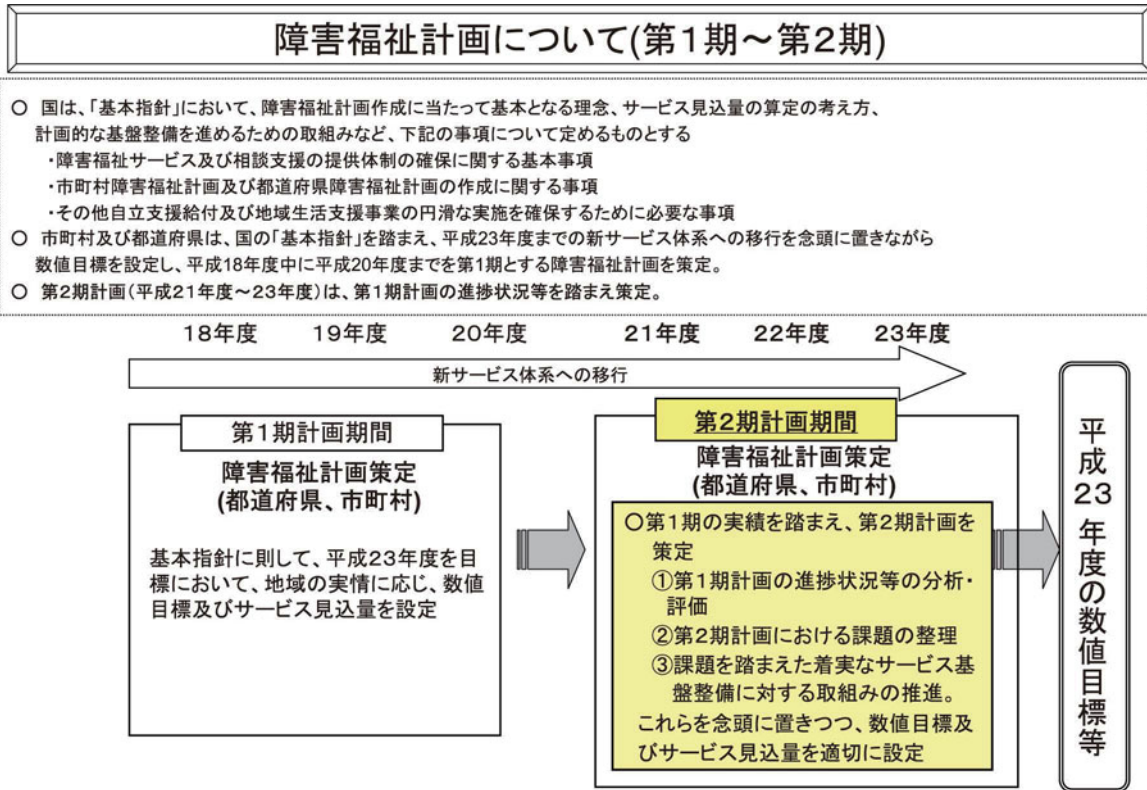 障害福祉計画について(第1期～第2期)
○ 国は、「基本指針」において、障害福祉計画作成に当たって基本となる理念、サービス見込量の算定の考え方、
計画的な基盤整備を進めるための取組みなど、下記の事項について定めるものとする
・障害福祉サービス及び相談支援の提供体制の確保に関する基本事項
・市町村障害福祉計画及び都道府県障害福祉計画の作成に関する事項
・その他自立支援給付及び地域生活支援事業の円滑な実施を確保するために必要な事項
○ 市町村及び都道府県は、国の「基本指針」を踏まえ、平成23年度までの新サービス体系への移行を念頭に置きながら
数値目標を設定し、平成18年度中に平成20年度までを第1期とする障害福祉計画を策定。
○ 第2期計画(平成21年度～23年度)は、第1期計画の進捗状況等を踏まえ策定。
18年度 19年度 20年度 21年度 22年度 23年度
新サービス体系への移行
第1期計画期間
障害福祉計画策定
(都道府県、市町村)
基本指針に則して、平成23年度を目
標において、地域の実情に応じ、数値
目標及びサービス見込量を設定
第2期計画期間
障害福祉計画策定
(都道府県、市町村)
○第1期の実績を踏まえ、第2期計画を
策定
①第1期計画の進捗状況等の分析・
評価
②第2期計画における課題の整理
③課題を踏まえた着実なサービス基
盤整備に対する取組みの推進。
これらを念頭に置きつつ、数値目標及
びサービス見込量を適切に設定
平成23年度の数値目標等